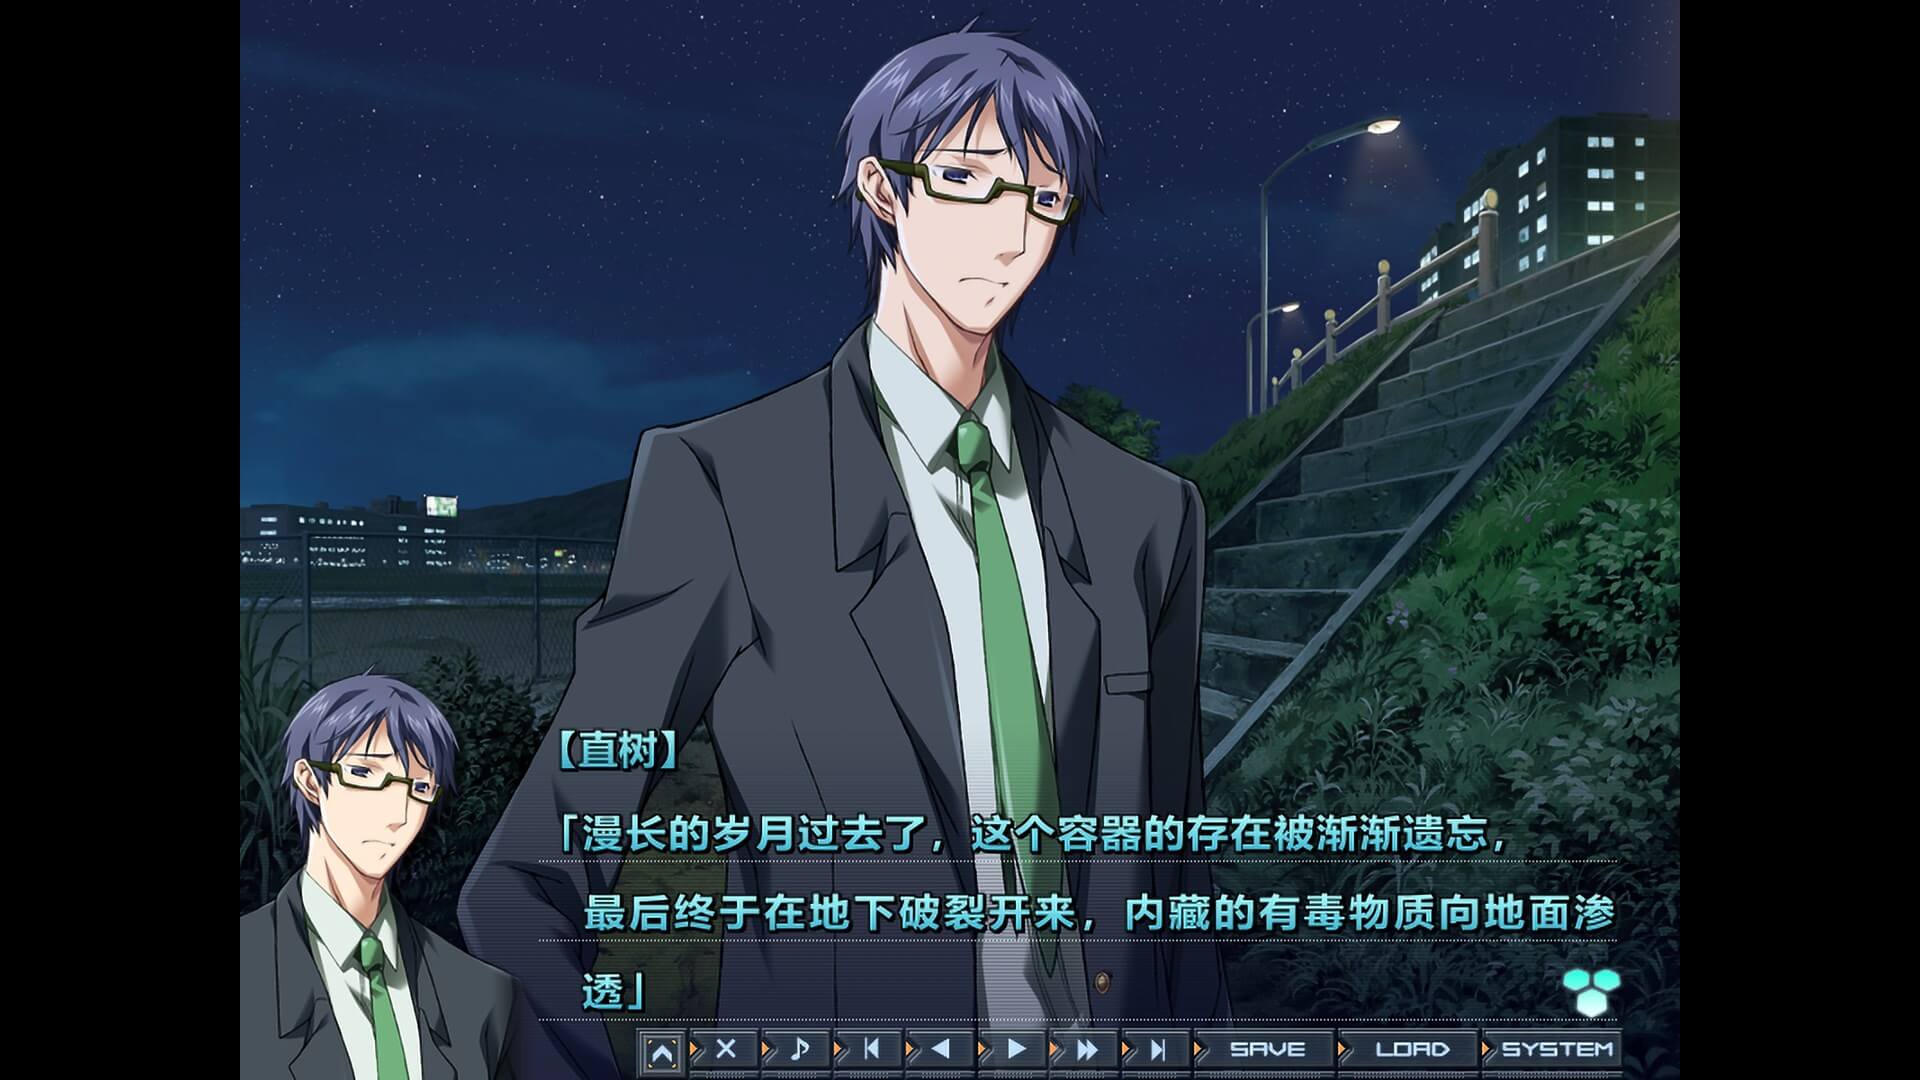 【直树】
「漫长的岁月过去了，这个容器的存在被渐渐遗忘，
最后终于在地下破裂开来，内藏的有毒物质向地面渗
透」
SAVE LOAD SYSTEM